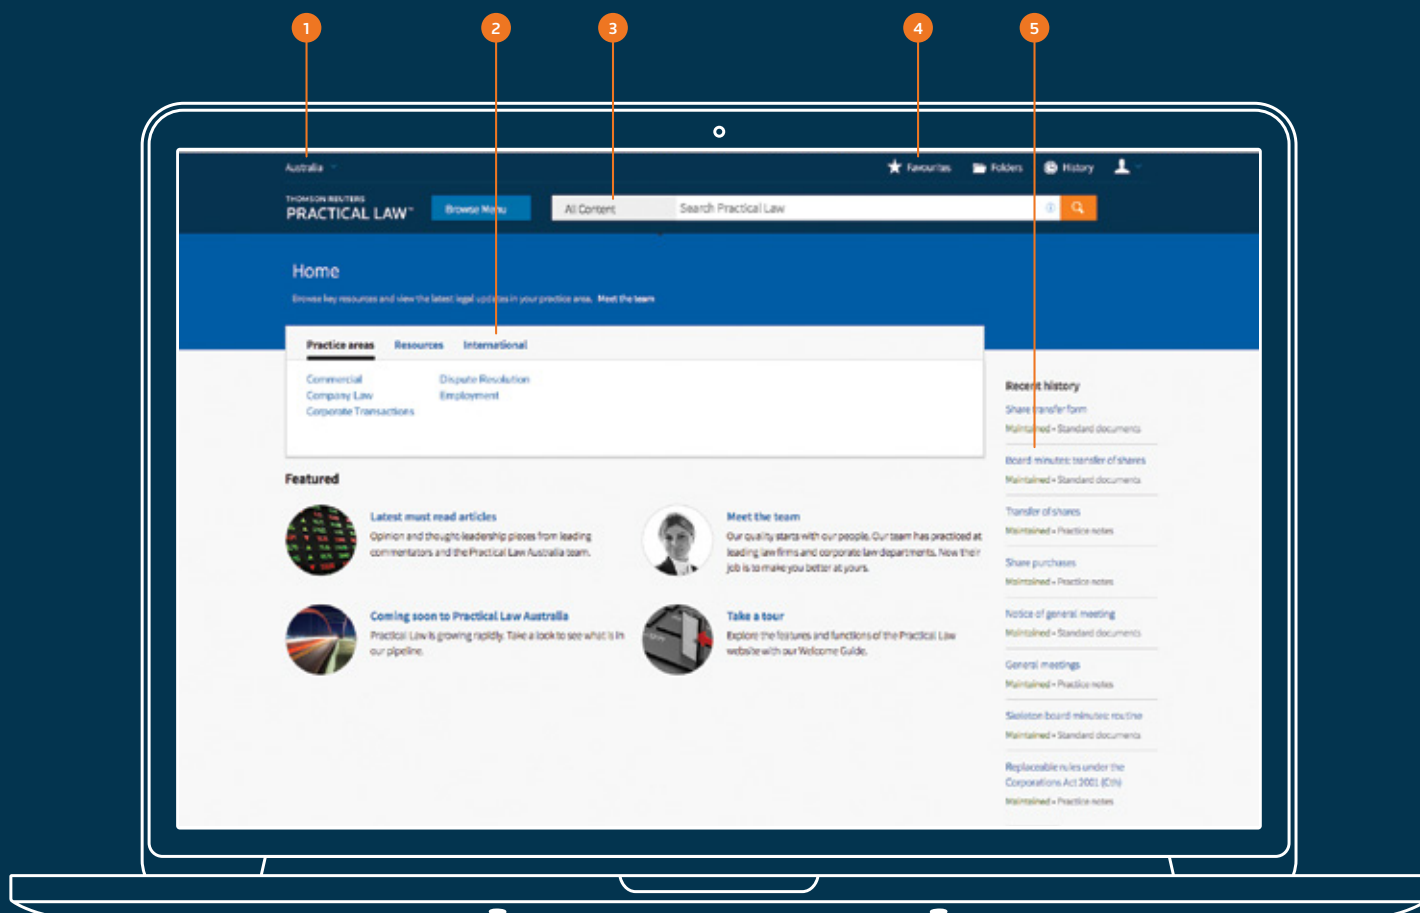 1 2 3 4 5
Australia
Favourites Folders History
THOMSON REUTERS
PRACTICAL LAW™
Browse Menu
All Content
Search Practical Law
Home
Browse key resources and view the latest legal updates in your practice area. Meet the team
Practice areas Resources International
Commercial
Company Law
Corporate Transactions
Dispute Resolution
Employment
Featured
Latest must read articles
Opinion and thought leadership pieces from leading
commentators and the Practical Law Australia team.
Meet the team
Our quality starts with our people. Our team has practiced at
leading law firms and corporate law departments. Now their
job is to make you better at yours.
Coming soon to Practical Law Australia
Practical Law is growing rapidly. Take a look to see what is in
our pipeline.
Take a tour
Explore the features and functions of the Practical Law
website with our Welcome Guide.
Recent history
Share transfer form
Maintained • Standard documents
Board minutes: transfer of shares
Maintained • Standard documents
Transfer of shares
Maintained • Practice notes
Share purchases
Maintained • Practice notes
Notice of general meeting
Maintained • Standard documents
General meetings
Maintained • Practice notes
Skeleton board minutes: routine
Maintained • Standard documents
Replaceable rules under the
Corporations Act 2001 (Cth)
Maintained • Practice notes